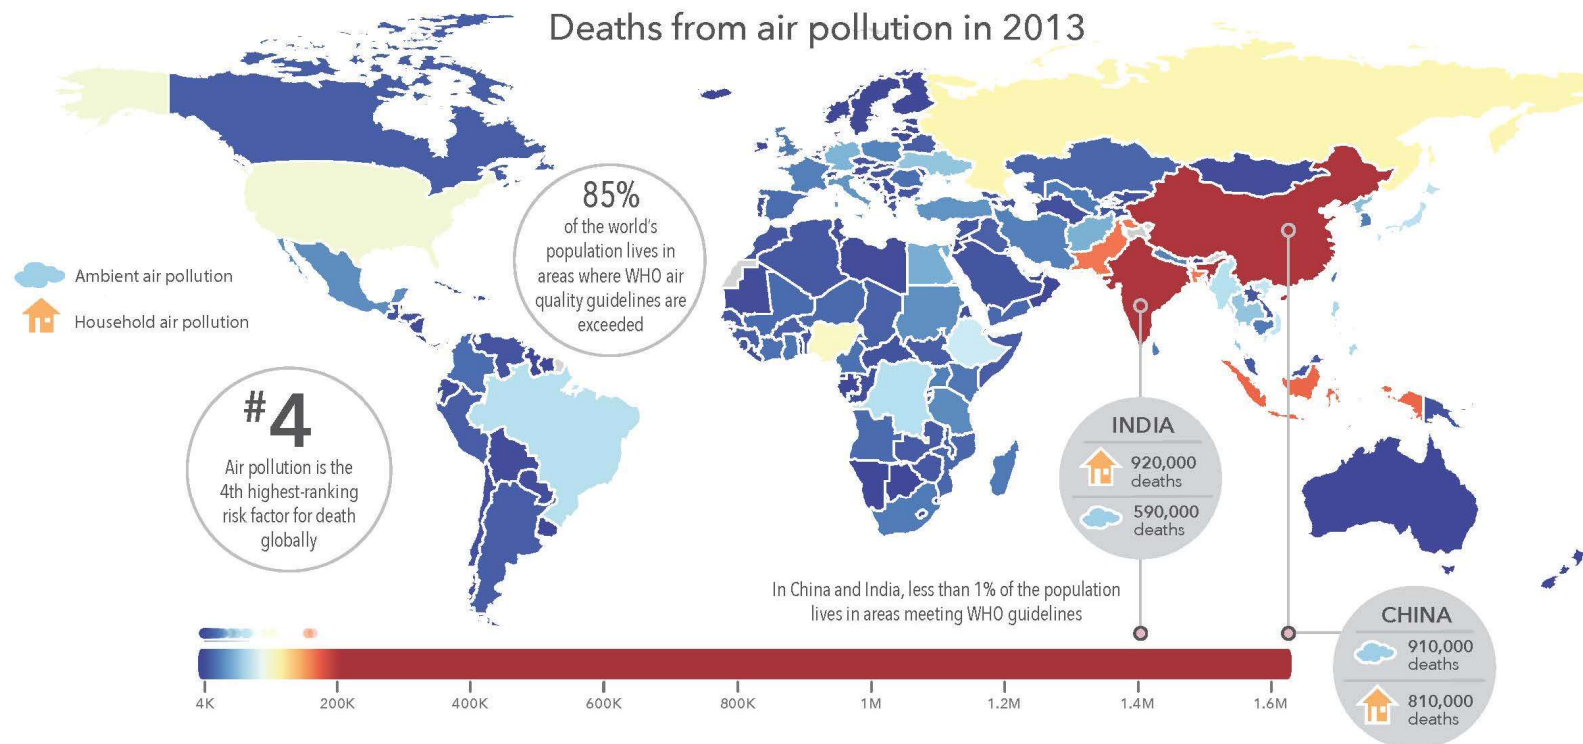 Deaths from air pollution in 2013
85%
of the world's
population lives in
areas where WHO air
quality guidelines are
exceeded
Ambient air pollution
Household air pollution
#4
Air pollution is the
4th highest-ranking
risk factor for death
globally
INDIA
920,000
deaths
590,000
deaths
In China and India, less than 1% of the population
lives in areas meeting WHO guidelines
CHINA
910,000
deaths
810,000
deaths
4K 200K 400K 600K 800K 1M 1.2M 1.4M 1.6M